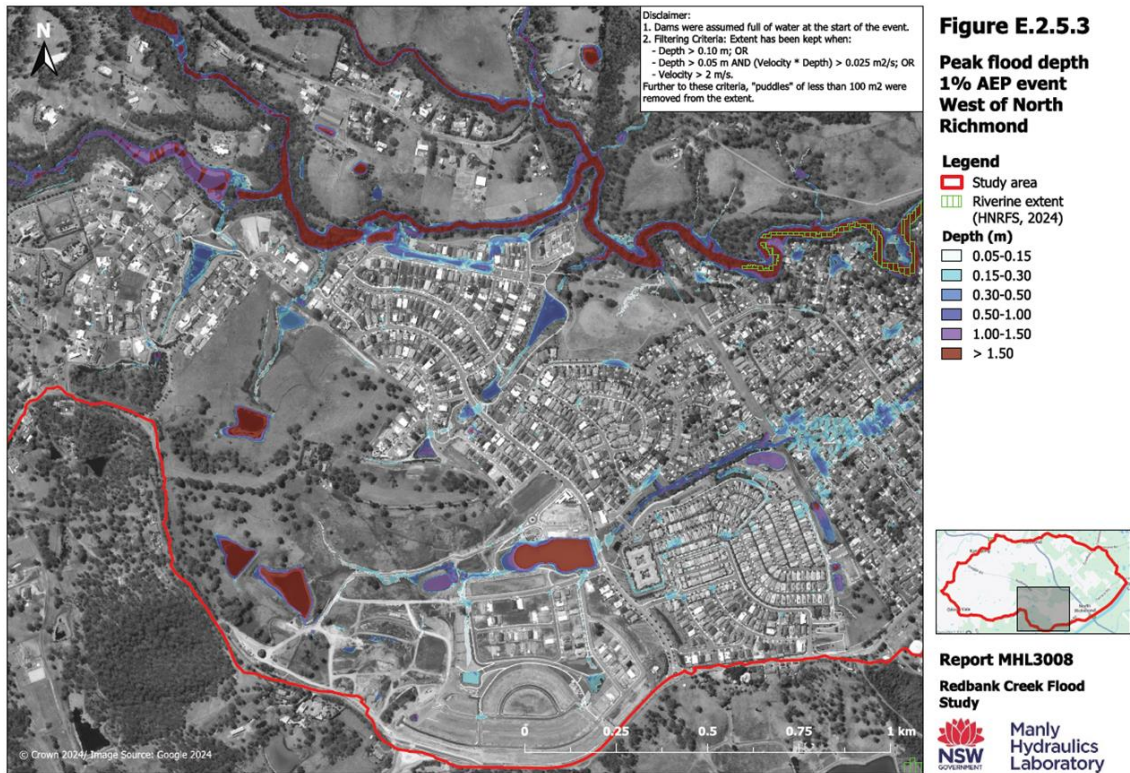 N
Disclaimer:
1. Dams were assumed full of water at the start of the event.
2. Filtering Criteria: Extent has been kept when:
- Depth > 0.10 m; OR
- Depth > 0.05 m AND (Velocity * Depth) > 0.025 m2/s; OR
- Velocity > 2 m/s.
Further to these criteria, "puddles" of less than 100 m2 were
removed from the extent.
Figure E.2.5.3
Peak flood depth
1% AEP event
West of North
Richmond
Legend
Study area
Riverine extent
(HNRFS, 2024)
Depth (m)
0.05-0.15
0.15-0.30
0.30-0.50
0.50-1.00
1.00-1.50
> 1.50
North
Richmond
Report MHL3008
Redbank Creek Flood
Study
NSW
GOVERNMENT
Manly
Hydraulics
Laboratory
0 0.25 0.5 0.75 1 km
© Crown 2024/ Image Source: Google 2024